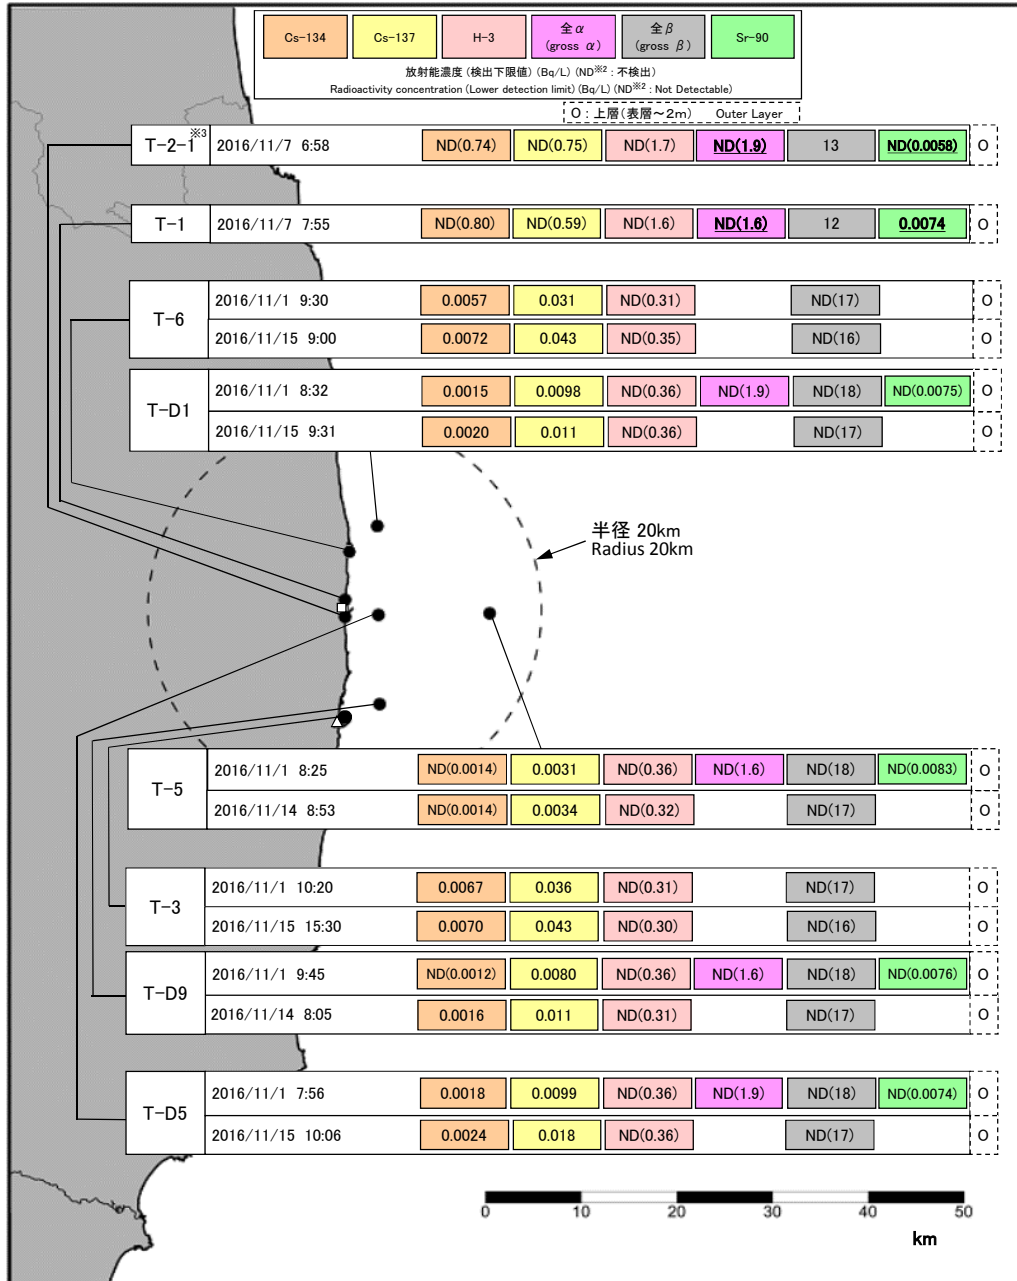 Cs-134 Cs-137 H-3 全α (gross α) 全β (gross β) Sr-90
放射能濃度 (検出下限値) (Bq/L) (ND※2 : 不検出)
Radioactivity concentration (Lower detection limit) (Bq/L) (ND※2 : Not Detectable)
O : 上層(表層～2m) Outer Layer
T-2-1※3 2016/11/7 6:58 ND(0.74) ND(0.75) ND(1.7) ND(1.9) 13 ND(0.0058) O
T-1 2016/11/7 7:55 ND(0.80) ND(0.59) ND(1.6) ND(1.6) 12 0.0074 O
T-6
2016/11/1 9:30 0.0057 0.031 ND(0.31) ND(17) O
2016/11/15 9:00 0.0072 0.043 ND(0.35) ND(16) O
T-D1
2016/11/1 8:32 0.0015 0.0098 ND(0.36) ND(1.9) ND(18) ND(0.0075) O
2016/11/15 9:31 0.0020 0.011 ND(0.36) ND(17) O
半径 20km
Radius 20km
T-5
2016/11/1 8:25 ND(0.0014) 0.0031 ND(0.36) ND(1.6) ND(18) ND(0.0083) O
2016/11/14 8:53 ND(0.0014) 0.0034 ND(0.32) ND(17) O
T-3
2016/11/1 10:20 0.0067 0.036 ND(0.31) ND(17) O
2016/11/15 15:30 0.0070 0.043 ND(0.30) ND(16) O
T-D9
2016/11/1 9:45 ND(0.0012) 0.0080 ND(0.36) ND(1.6) ND(18) ND(0.0076) O
2016/11/14 8:05 0.0016 0.011 ND(0.31) ND(17) O
T-D5
2016/11/1 7:56 0.0018 0.0099 ND(0.36) ND(1.9) ND(18) ND(0.0074) O
2016/11/15 10:06 0.0024 0.018 ND(0.36) ND(17) O
0 10 20 30 40 50
km